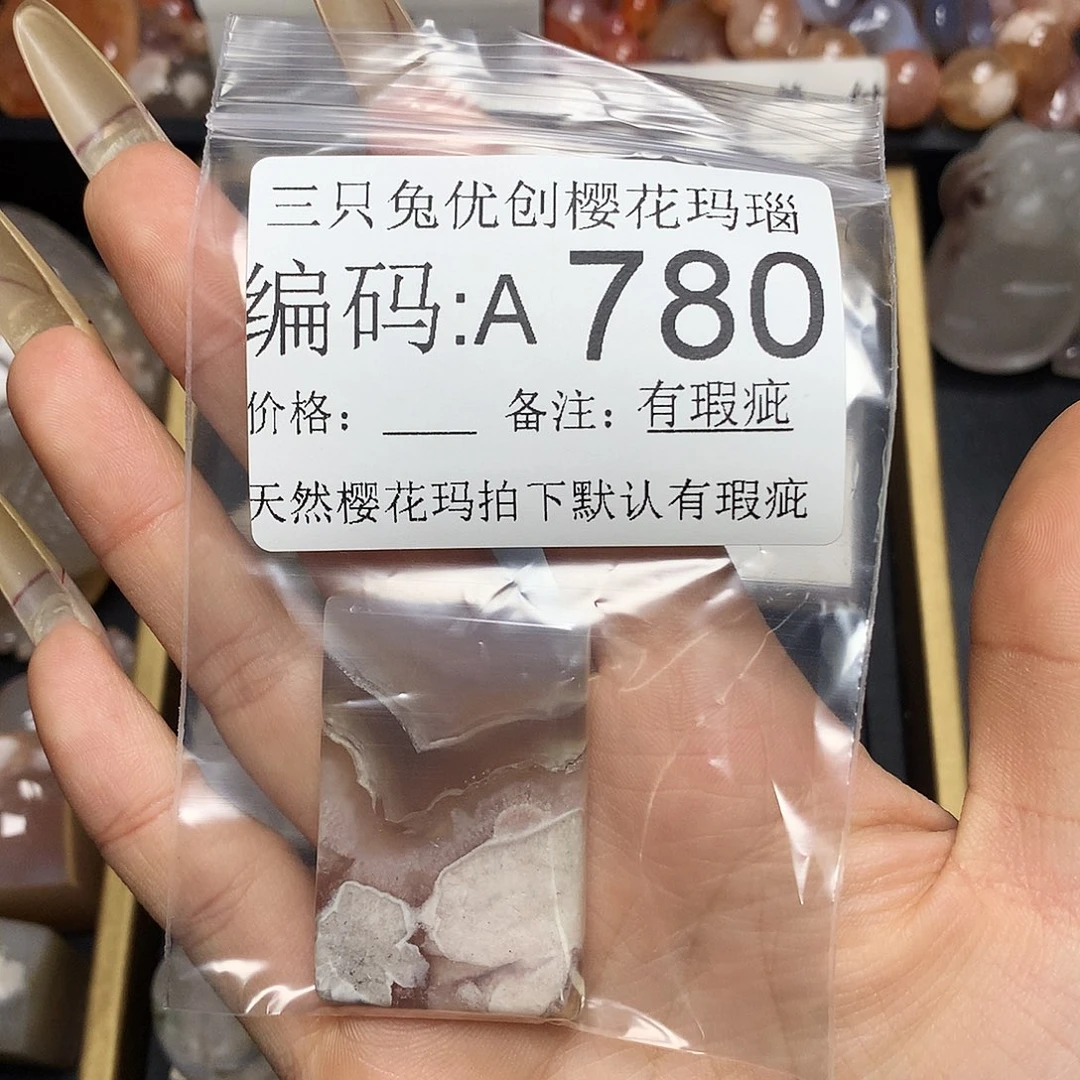 三只兔优创樱花玛瑙
编码:A 780
价格：___ 备注：有瑕疵
天然樱花玛拍下默认有瑕疵